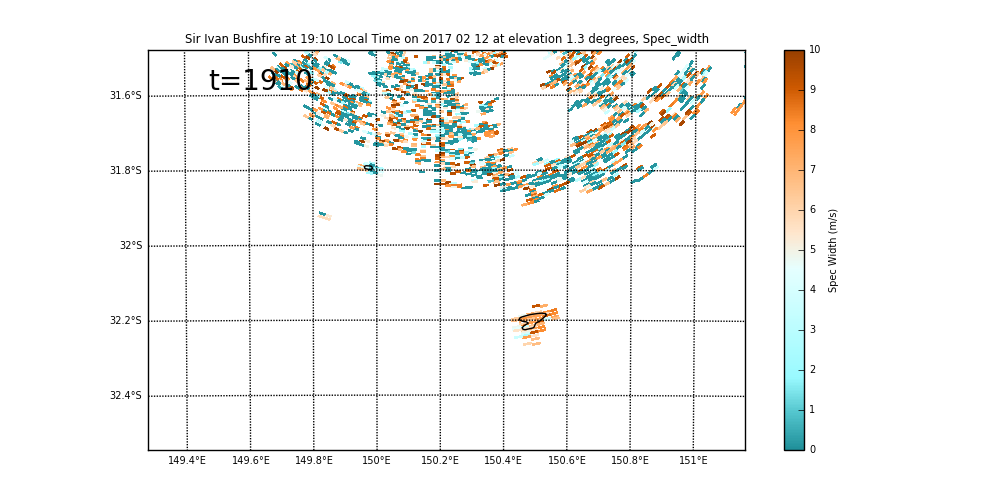 Sir Ivan Bushfire at 19:10 Local Time on 2017 02 12 at elevation 1.3 degrees, Spec_width
t=1910
31.6°S
31.8°S
32°S
32.2°S
32.4°S
149.4°E 149.6°E 149.8°E 150°E 150.2°E 150.4°E 150.6°E 150.8°E 151°E
10
9
8
7
6
5
4
3
2
1
0
Spec Width (m/s)